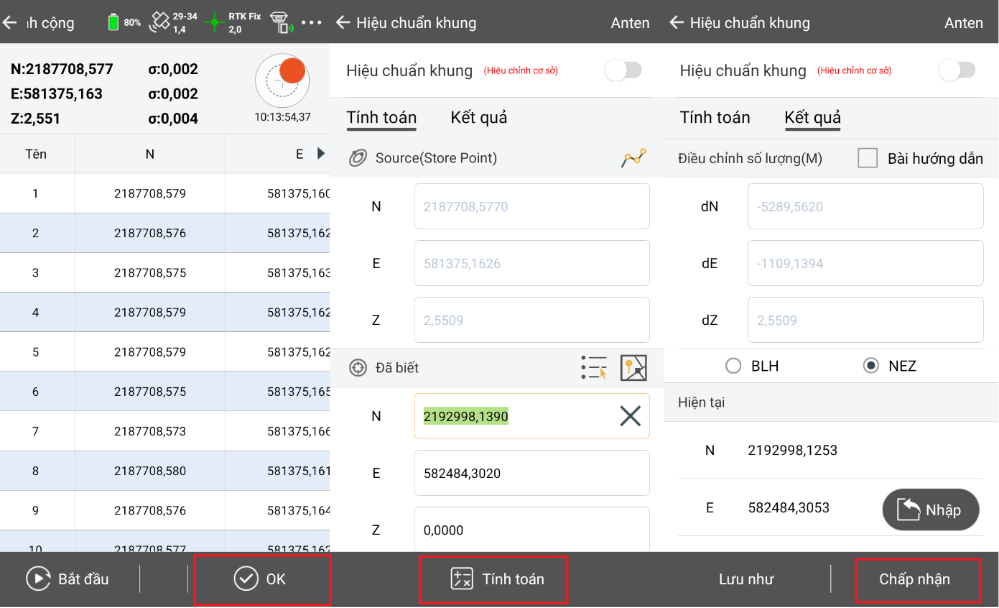 nh cộng
80%
29-34
1,4
RTK Fix
2,0
N:2187708,577 σ:0,002
E:581375,163 σ:0,002
Z:2,551 σ:0,004
10:13:54,37
Tên N E
1 2187708,579 581375,160
2 2187708,576 581375,162
3 2187708,575 581375,163
4 2187708,579 581375,162
5 2187708,579 581375,162
6 2187708,575 581375,165
7 2187708,573 581375,166
8 2187708,580 581375,161
9 2187708,576 581375,164
10 2187708,577 581375,162
Bắt đầu OK
Hiệu chuẩn khung Anten
Hiệu chuẩn khung (Hiệu chỉnh cơ sở)
Tính toán Kết quả
Source(Store Point)
N 2187708,5770
E 581375,1626
Z 2,5509
Đã biết
N 2192998,1390
E 582484,3020
Z 0,0000
Tính toán
Hiệu chuẩn khung Anten
Hiệu chuẩn khung (Hiệu chỉnh cơ sở)
Tính toán Kết quả
Điều chỉnh số lượng(M) Bài hướng dẫn
dN -5289,5620
dE -1109,1394
dZ 2,5509
BLH NEZ
Hiện tại
N 2192998,1253
E 582484,3053
Nhập
Lưu như Chấp nhận